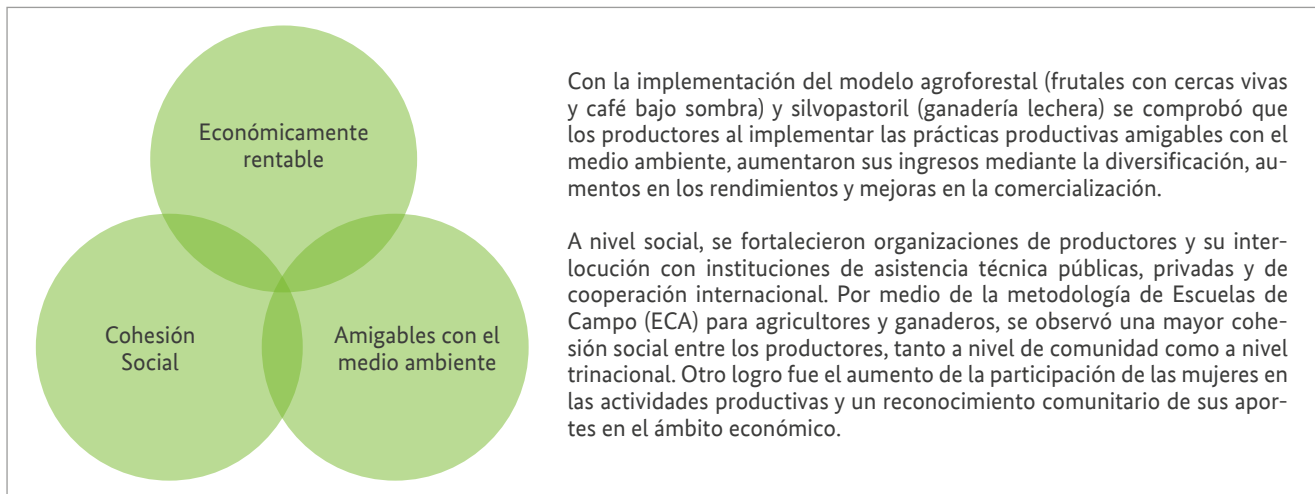 Económicamente
rentable
Cohesión
Social
Amigables con el
medio ambiente
Con la implementación del modelo agroforestal (frutales con cercas vivas
y café bajo sombra) y silvopastoril (ganadería lechera) se comprobó que
los productores al implementar las prácticas productivas amigables con el
medio ambiente, aumentaron sus ingresos mediante la diversificación, au-
mentos en los rendimientos y mejoras en la comercialización.
A nivel social, se fortalecieron organizaciones de productores y su inter-
locución con instituciones de asistencia técnica públicas, privadas y de
cooperación internacional. Por medio de la metodología de Escuelas de
Campo (ECA) para agricultores y ganaderos, se observó una mayor cohe-
sión social entre los productores, tanto a nivel de comunidad como a nivel
trinacional. Otro logro fue el aumento de la participación de las mujeres en
las actividades productivas y un reconocimiento comunitario de sus apor-
tes en el ámbito económico.